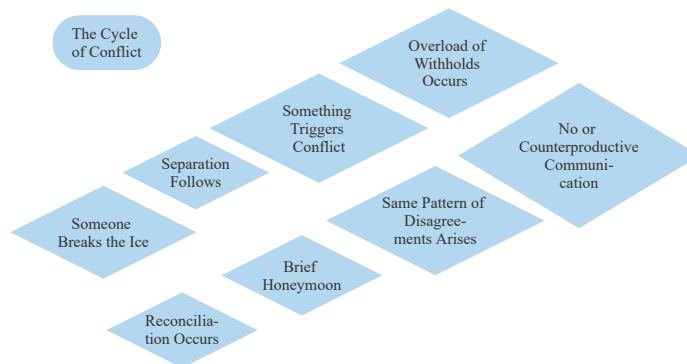 The Cycle
of Conflict
Overload of
Withholds
Occurs
Something
Triggers
Conflict
No or
Counterproductive
Communi-
cation
Separation
Follows
Same Pattern of
Disagree-
ments Arises
Someone
Breaks the Ice
Brief
Honeymoon
Reconcilia-
tion Occurs